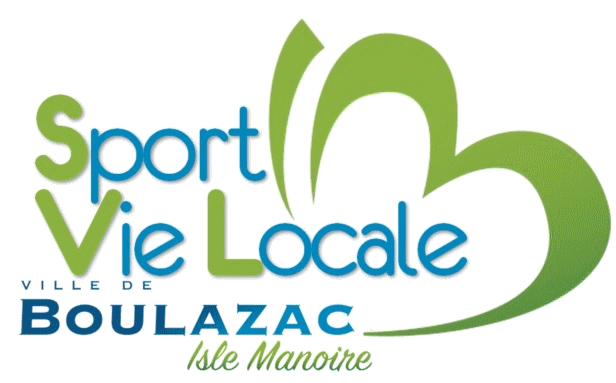 Sport
Vie Locale
VILLE DE
BOULAZAC
Isle Manoire